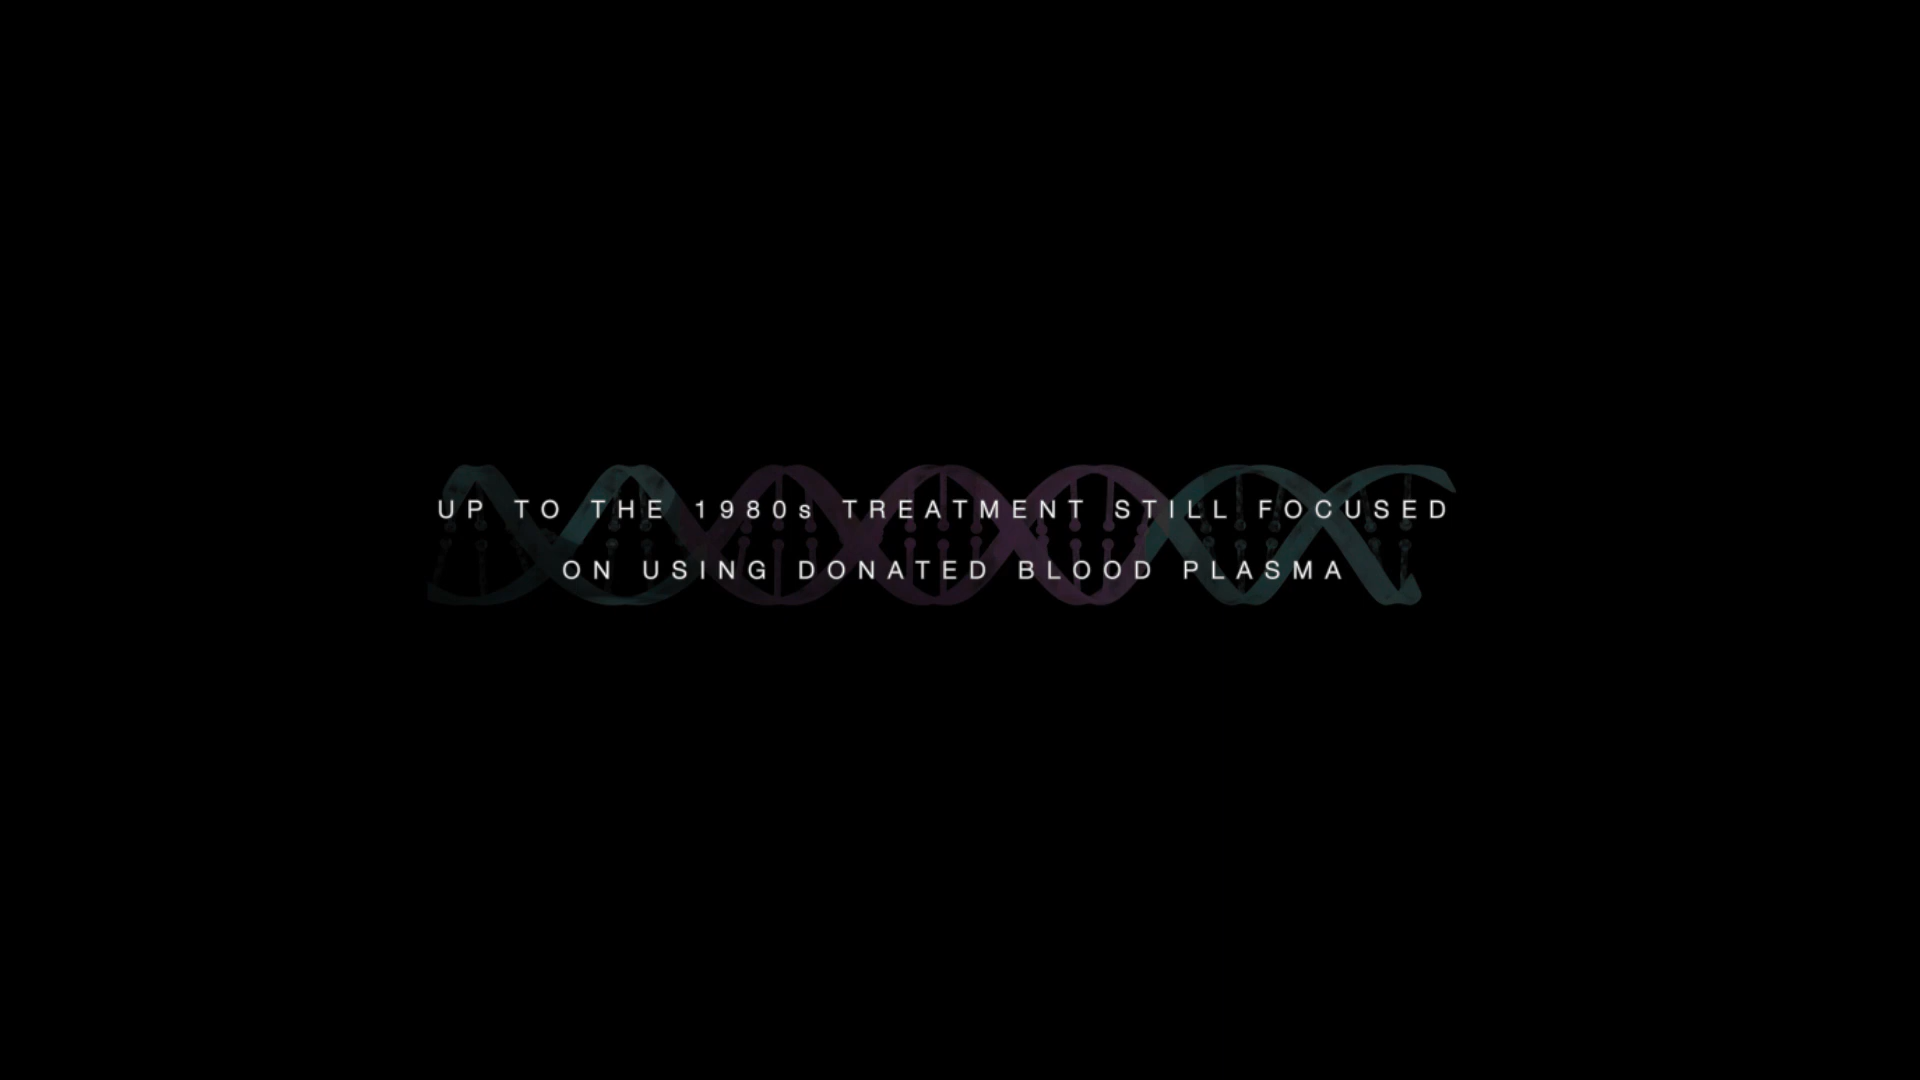 UP TO THE 1980s TREATMENT STILL FOCUSED
ON USING DONATED BLOOD PLASMA